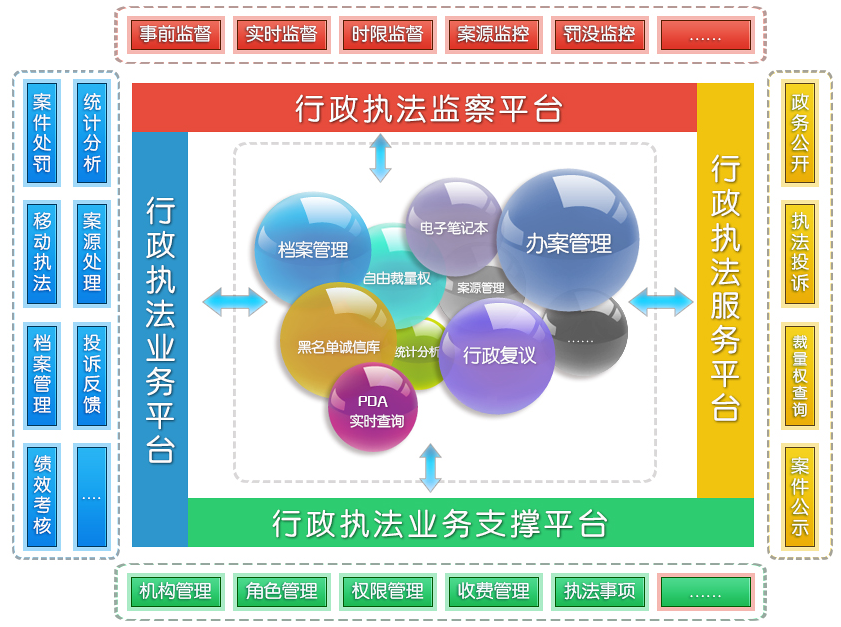 事前监督
实时监督
时限监督
案源监控
罚没监控
......
案件处罚
统计分析
移动执法
案源处理
档案管理
投诉反馈
绩效考核
....
行政执法监察平台
行政执法业务平台
电子笔记本
办案管理
档案管理
自由裁量权
案源管理
黑名单诚信库
统计分析
行政复议
......
PDA
实时查询
行政执法服务平台
行政执法业务支撑平台
政务公开
执法投诉
裁量权查询
案件公示
机构管理
角色管理
权限管理
收费管理
执法事项
......